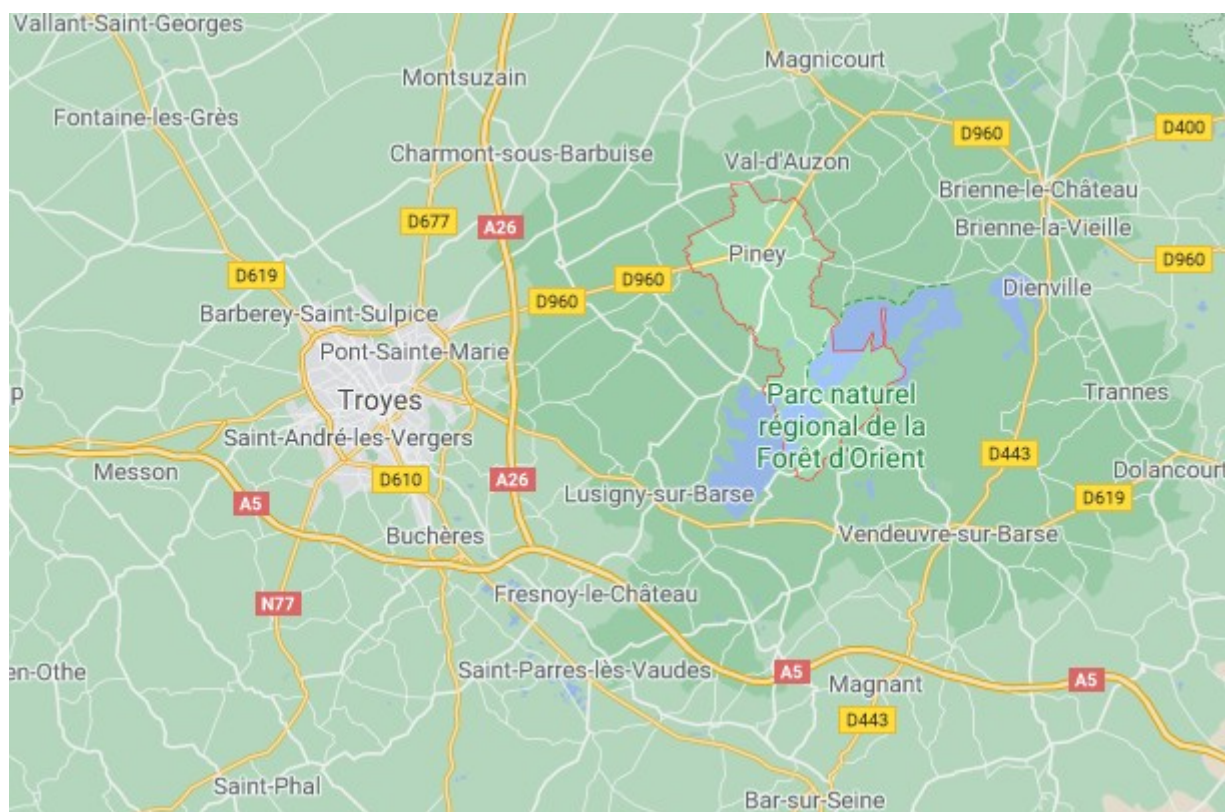 Vallant-Saint-Georges
Magnicourt
Montsuzain
Fontaine-les-Grès
D400
D960
Charmont-sous-Barbuise
Val-d'Auzon
Brienne-le-Château
D677
A26
Brienne-la-Vieille
Piney
D960
D619
D960
D960
Dienville
Barberey-Saint-Sulpice
Pont-Sainte-Marie
Troyes
Parc naturel
régional de la
Forêt d'Orient
Trannes
p
Saint-André-les-Vergers
Messon
D610
A26
D443
Dolancourt
A5
Lusigny-sur-Barse
D619
Buchères
Vendeuvre-sur-Barse
Fresnoy-le-Château
N77
en-Othe
Saint-Parres-lès-Vaudes
A5
Magnant
A5
D443
Saint-Phal
Bar-sur-Seine